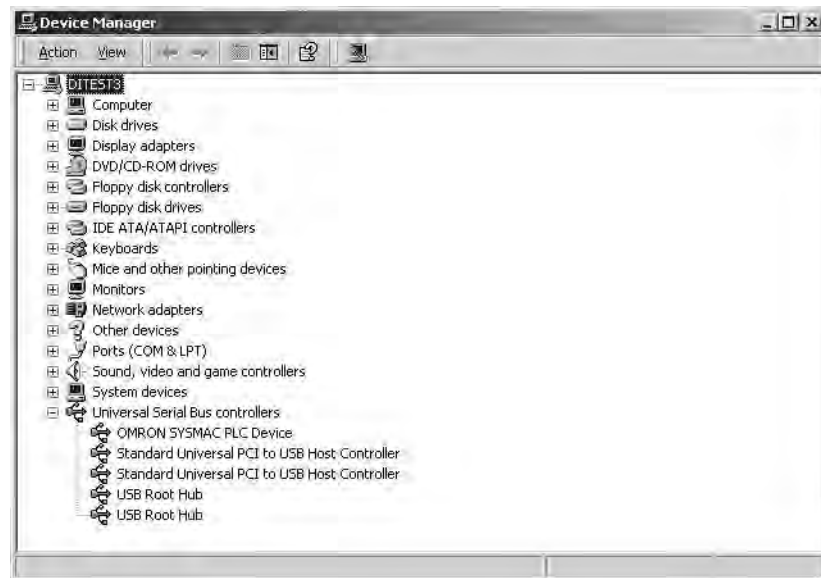 Device Manager
Action View
DITEST3
Computer
Disk drives
Display adapters
DVD/CD-ROM drives
Floppy disk controllers
Floppy disk drives
IDE ATA/ATAPI controllers
Keyboards
Mice and other pointing devices
Monitors
Network adapters
Other devices
Ports (COM & LPT)
Sound, video and game controllers
System devices
Universal Serial Bus controllers
OMRON SYSMAC PLC Device
Standard Universal PCI to USB Host Controller
Standard Universal PCI to USB Host Controller
USB Root Hub
USB Root Hub